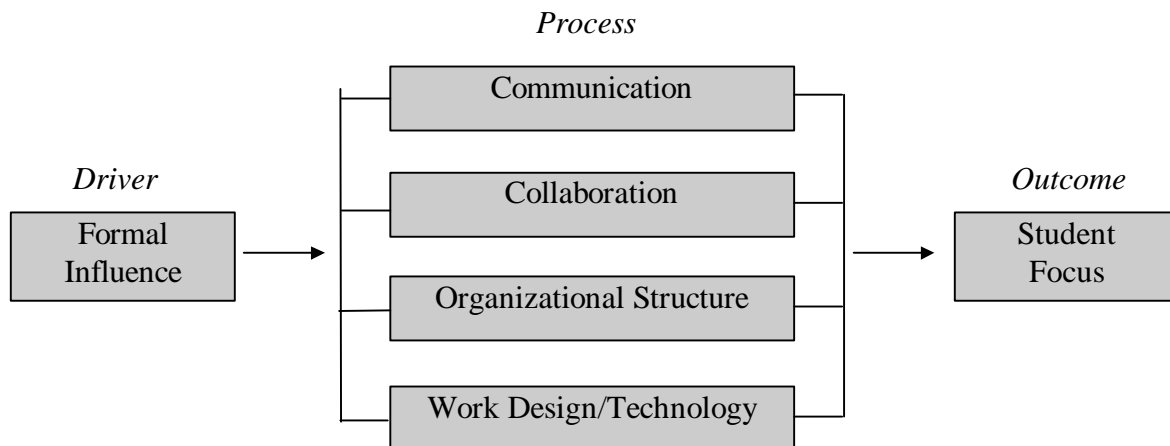 Process
Communication
Collaboration
Organizational Structure
Work Design/Technology
Driver
Formal
Influence
Outcome
Student
Focus